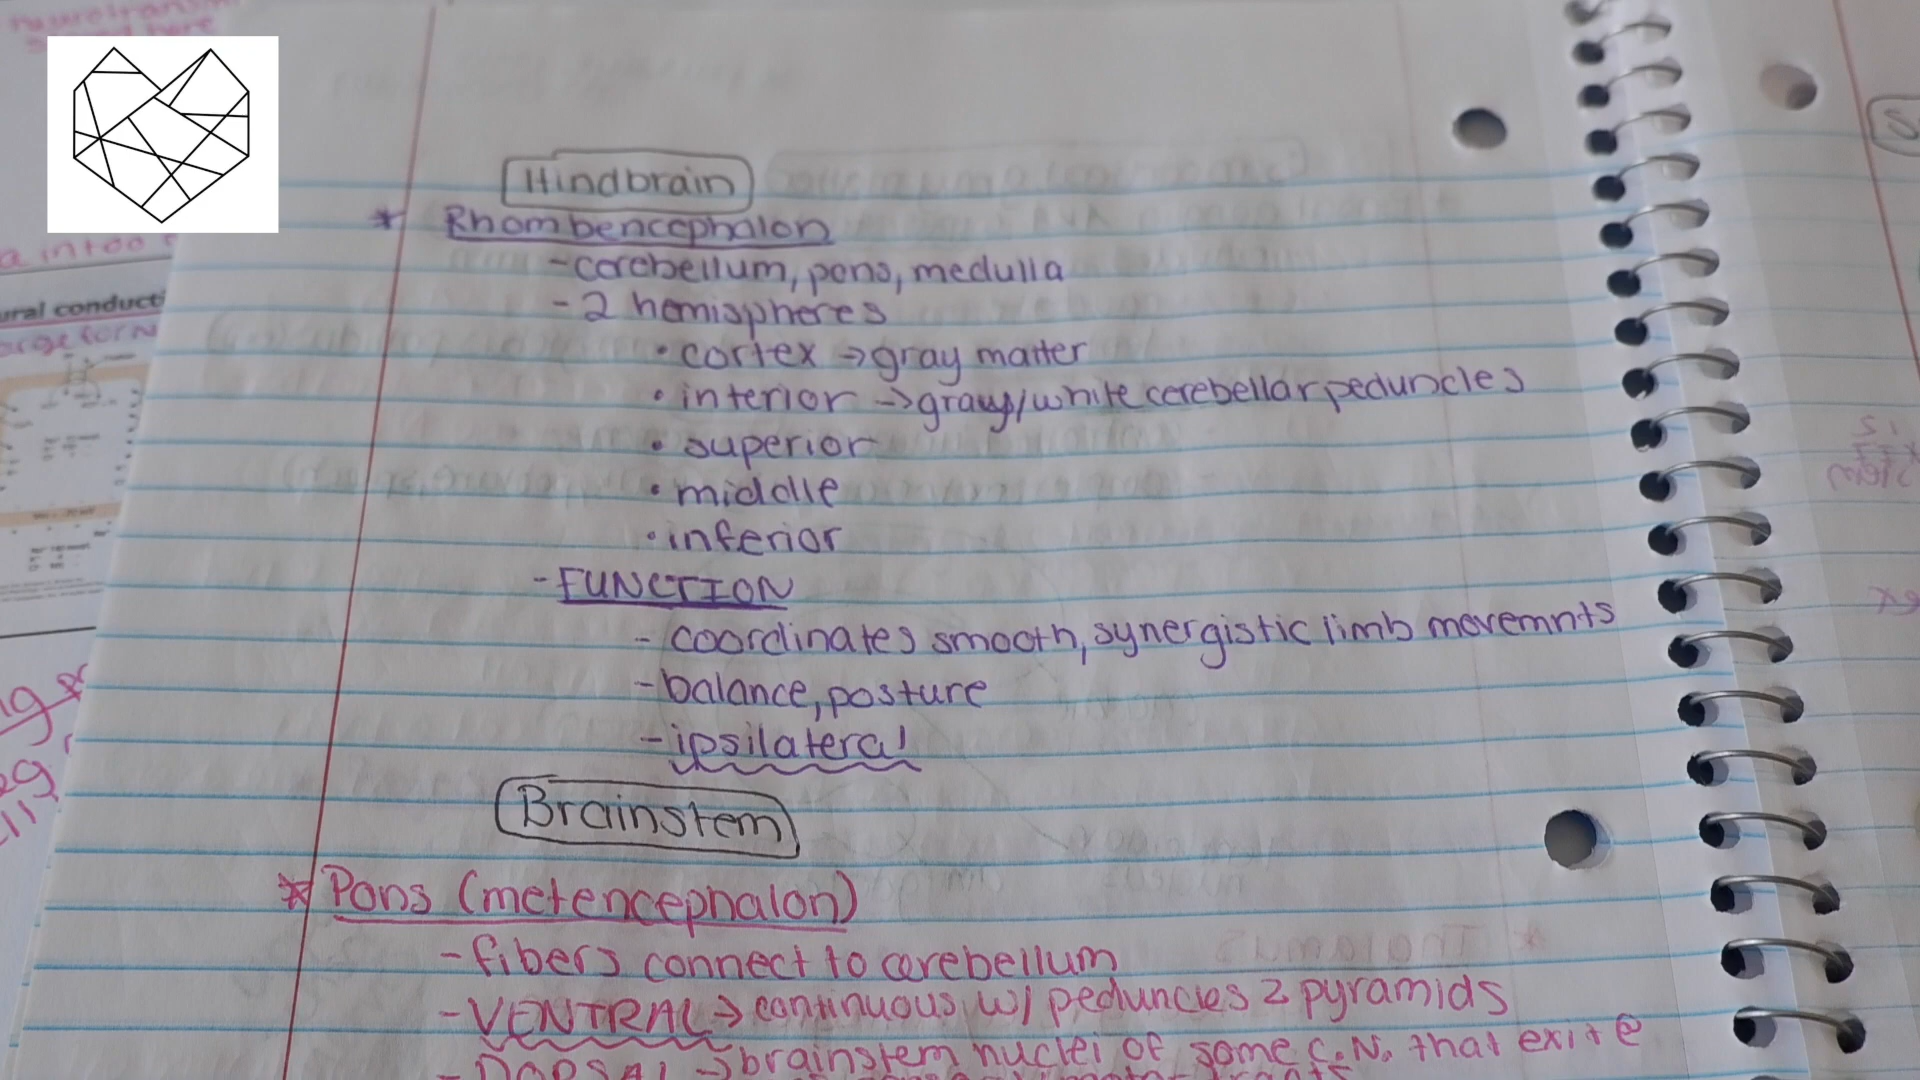 Hindbrain
* Rhombencephalon
- cerebellum, pons, medulla
- 2 hemispheres
• cortex → gray matter
• interior → gray/white cerebellar peduncles
• superior
• middle
• inferior
- FUNCTION
- coordinates smooth, synergistic limb movemnts
- balance, posture
- ipsilateral
Brainstem
* Pons (metencephalon)
- fibers connect to cerebellum
- VENTRAL → continuous w/ peduncles 2 pyramids
- DORSAL → brainstem nuclei of some C.N. that exit @
ural conduct